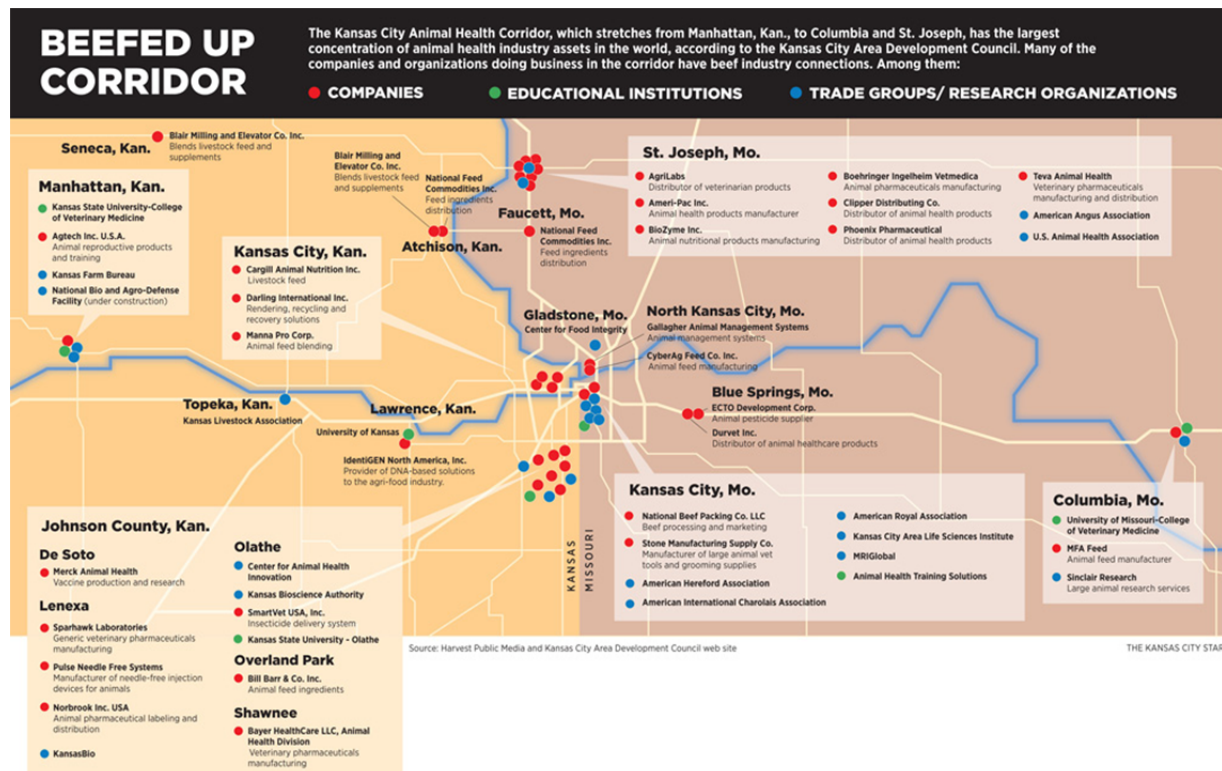 BEEFED UP
CORRIDOR
The Kansas City Animal Health Corridor, which stretches from Manhattan, Kan., to Columbia and St. Joseph, has the largest
concentration of animal health industry assets in the world, according to the Kansas City Area Development Council. Many of the
companies and organizations doing business in the corridor have beef industry connections. Among them:
COMPANIES
EDUCATIONAL INSTITUTIONS
TRADE GROUPS/ RESEARCH ORGANIZATIONS
Seneca, Kan.
Blair Milling and Elevator Co. Inc.
Blends livestock feed and
supplements
Manhattan, Kan.
Kansas State University-College
of Veterinary Medicine
Agtech Inc. U.S.A.
Animal reproductive products
and training
Kansas Farm Bureau
National Bio and Agro-Defense
Facility (under construction)
Blair Milling and
Elevator Co. Inc.
Blends livestock feed
and supplements
National Feed
Commodities Inc.
Feed ingredients
distribution
Atchison, Kan.
Faucett, Mo.
National Feed
Commodities Inc.
Feed ingredients
distribution
St. Joseph, Mo.
AgriLabs
Distributor of veterinarian products
Ameri-Pac Inc.
Animal health products manufacturer
BioZyme Inc.
Animal nutritional products manufacturing
Boehringer Ingelheim Vetmedica
Animal pharmaceuticals manufacturing
Clipper Distributing Co.
Distributor of animal health products
Phoenix Pharmaceutical
Distributor of animal health products
Teva Animal Health
Veterinary pharmaceuticals
manufacturing and distribution
American Angus Association
U.S. Animal Health Association
Kansas City, Kan.
Cargill Animal Nutrition Inc.
Livestock feed
Darling International Inc.
Rendering, recycling and
recovery solutions
Manna Pro Corp.
Animal feed blending
Gladstone, Mo.
Center for Food Integrity
North Kansas City, Mo.
Gallagher Animal Management Systems
Animal management systems
CyberAg Feed Co. Inc.
Animal feed manufacturing
Topeka, Kan.
Kansas Livestock Association
Lawrence, Kan.
University of Kansas
IdentiGEN North America, Inc.
Provider of DNA-based solutions
to the agri-food industry.
Blue Springs, Mo.
ECTO Development Corp.
Animal pesticide supplier
Durvet Inc.
Distributor of animal healthcare products
KANSAS
MISSOURI
Kansas City, Mo.
National Beef Packing Co. LLC
Beef processing and marketing
Stone Manufacturing Supply Co.
Manufacturer of large animal vet
tools and grooming supplies
American Hereford Association
American International Charolais Association
American Royal Association
Kansas City Area Life Sciences Institute
MRIGlobal
Animal Health Training Solutions
Columbia, Mo.
University of Missouri-College
of Veterinary Medicine
MFA Feed
Animal feed manufacturer
Sinclair Research
Large animal research services
Johnson County, Kan.
De Soto
Merck Animal Health
Vaccine production and research
Lenexa
Sparhawk Laboratories
Generic veterinary pharmaceuticals
manufacturing
Pulse Needle Free Systems
Manufacturer of needle-free injection
devices for animals
Norbrook Inc. USA
Animal pharmaceutical labeling and
distribution
KansasBio
Olathe
Center for Animal Health
Innovation
Kansas Bioscience Authority
SmartVet USA, Inc.
Insecticide delivery system
Kansas State University - Olathe
Overland Park
Bill Barr & Co. Inc.
Animal feed ingredients
Shawnee
Bayer HealthCare LLC, Animal
Health Division
Veterinary pharmaceuticals
manufacturing
Source: Harvest Public Media and Kansas City Area Development Council web site
THE KANSAS CITY STAR